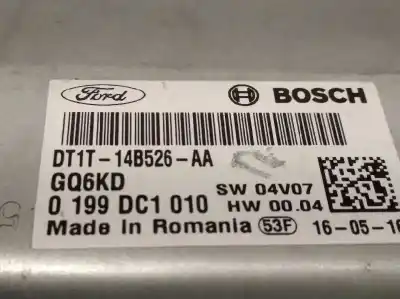 Ford BOSCH
DT1T-14B526-AA
GQ6KD SW 04V07
0 199 DC1 010 HW 00.04
Made In Romania 53F 16-05-16